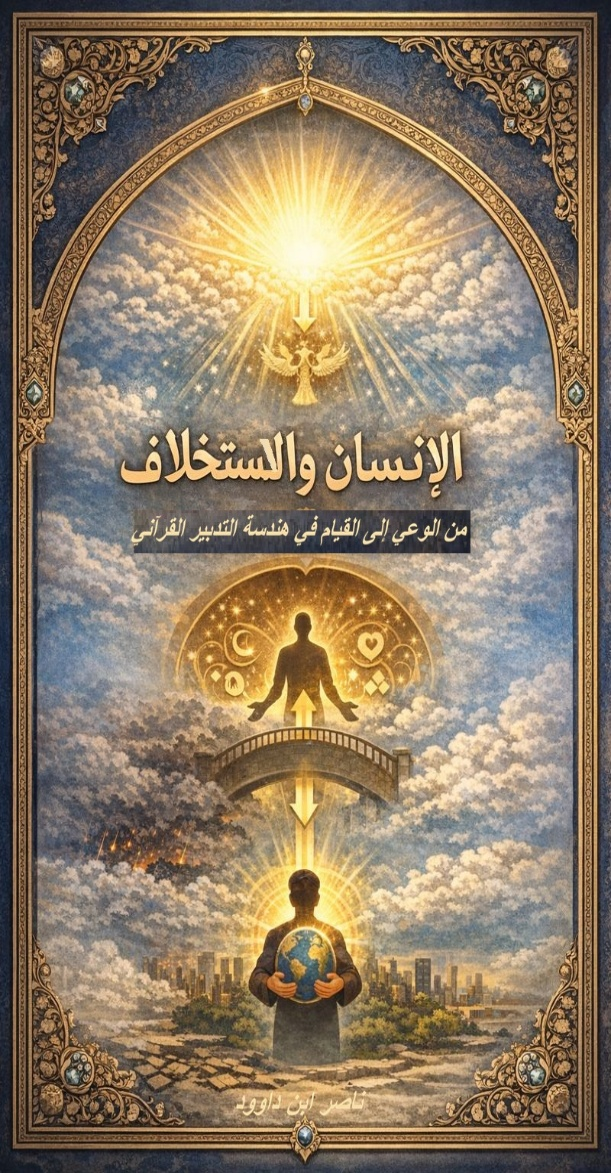 الإنسان والاستخلاف
من الوعي إلى القيام في هندسة التدبير القرآني
ناصر ابن داوود